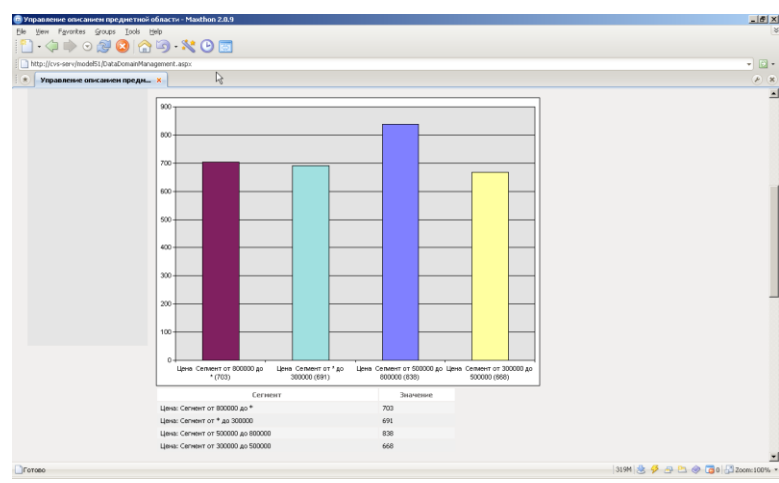 Управление описанием предметной области - Maxthon 2.0.9
File View Favorites Groups Tools Help
http://cvs-serv/model51/DataDomainManagement.aspx
Управление описанием предм...
900
800
700
600
500
400
300
200
100
0
Цена Сегмент от 800000 до * (703)
Цена Сегмент от * до 300000 (691)
Цена Сегмент от 500000 до 800000 (838)
Цена Сегмент от 300000 до 500000 (668)
Сегмент Значение
Цена: Сегмент от 800000 до * 703
Цена: Сегмент от * до 300000 691
Цена: Сегмент от 500000 до 800000 838
Цена: Сегмент от 300000 до 500000 668
Готово 319M 0 Zoom:100%